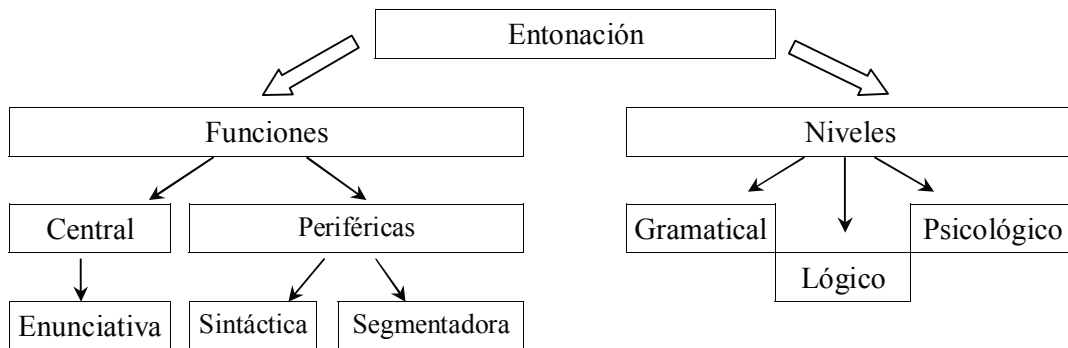 Entonación
Funciones
Niveles
Central
Periféricas
Gramatical
Psicológico
Lógico
Enunciativa
Sintáctica
Segmentadora